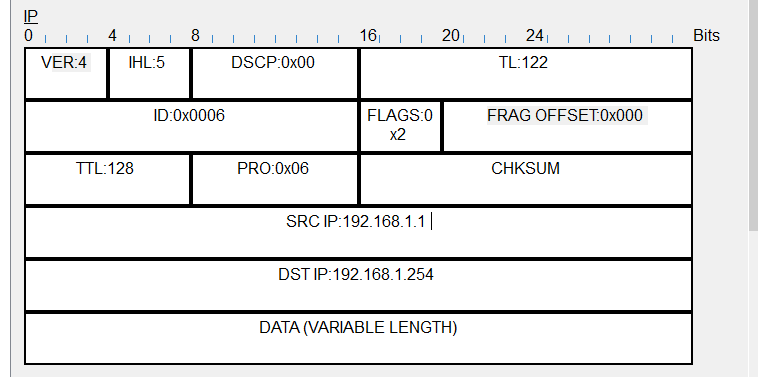 IP
0 4 8 16 20 24 Bits
VER:4 IHL:5 DSCP:0x00 TL:122
ID:0x0006 FLAGS:0 FRAG OFFSET:0x000
x2
TTL:128 PRO:0x06 CHKSUM
SRC IP:192.168.1.1
DST IP:192.168.1.254
DATA (VARIABLE LENGTH)